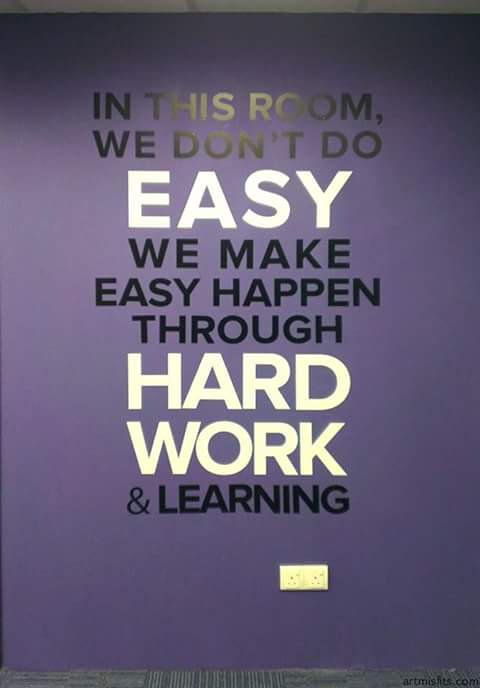 IN THIS ROOM,
WE DON'T DO
EASY
WE MAKE
EASY HAPPEN
THROUGH
HARD
WORK
& LEARNING
artmisfits.com